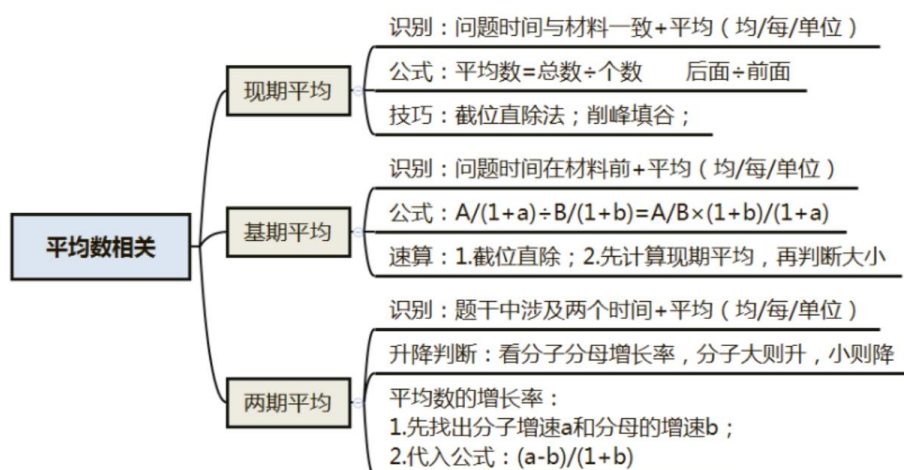 平均数相关
现期平均
识别：问题时间与材料一致+平均（均/每/单位）
公式：平均数=总数÷个数 后面÷前面
技巧：截位直除法；削峰填谷；
基期平均
识别：问题时间在材料前+平均（均/每/单位）
公式：A/(1+a)÷B/(1+b)=A/B×(1+b)/(1+a)
速算：1.截位直除；2.先计算现期平均，再判断大小
两期平均
识别：题干中涉及两个时间+平均（均/每/单位）
升降判断：看分子分母增长率，分子大则升，小则降
平均数的增长率：
1.先找出分子增速a和分母的增速b；
2.代入公式：(a-b)/(1+b)